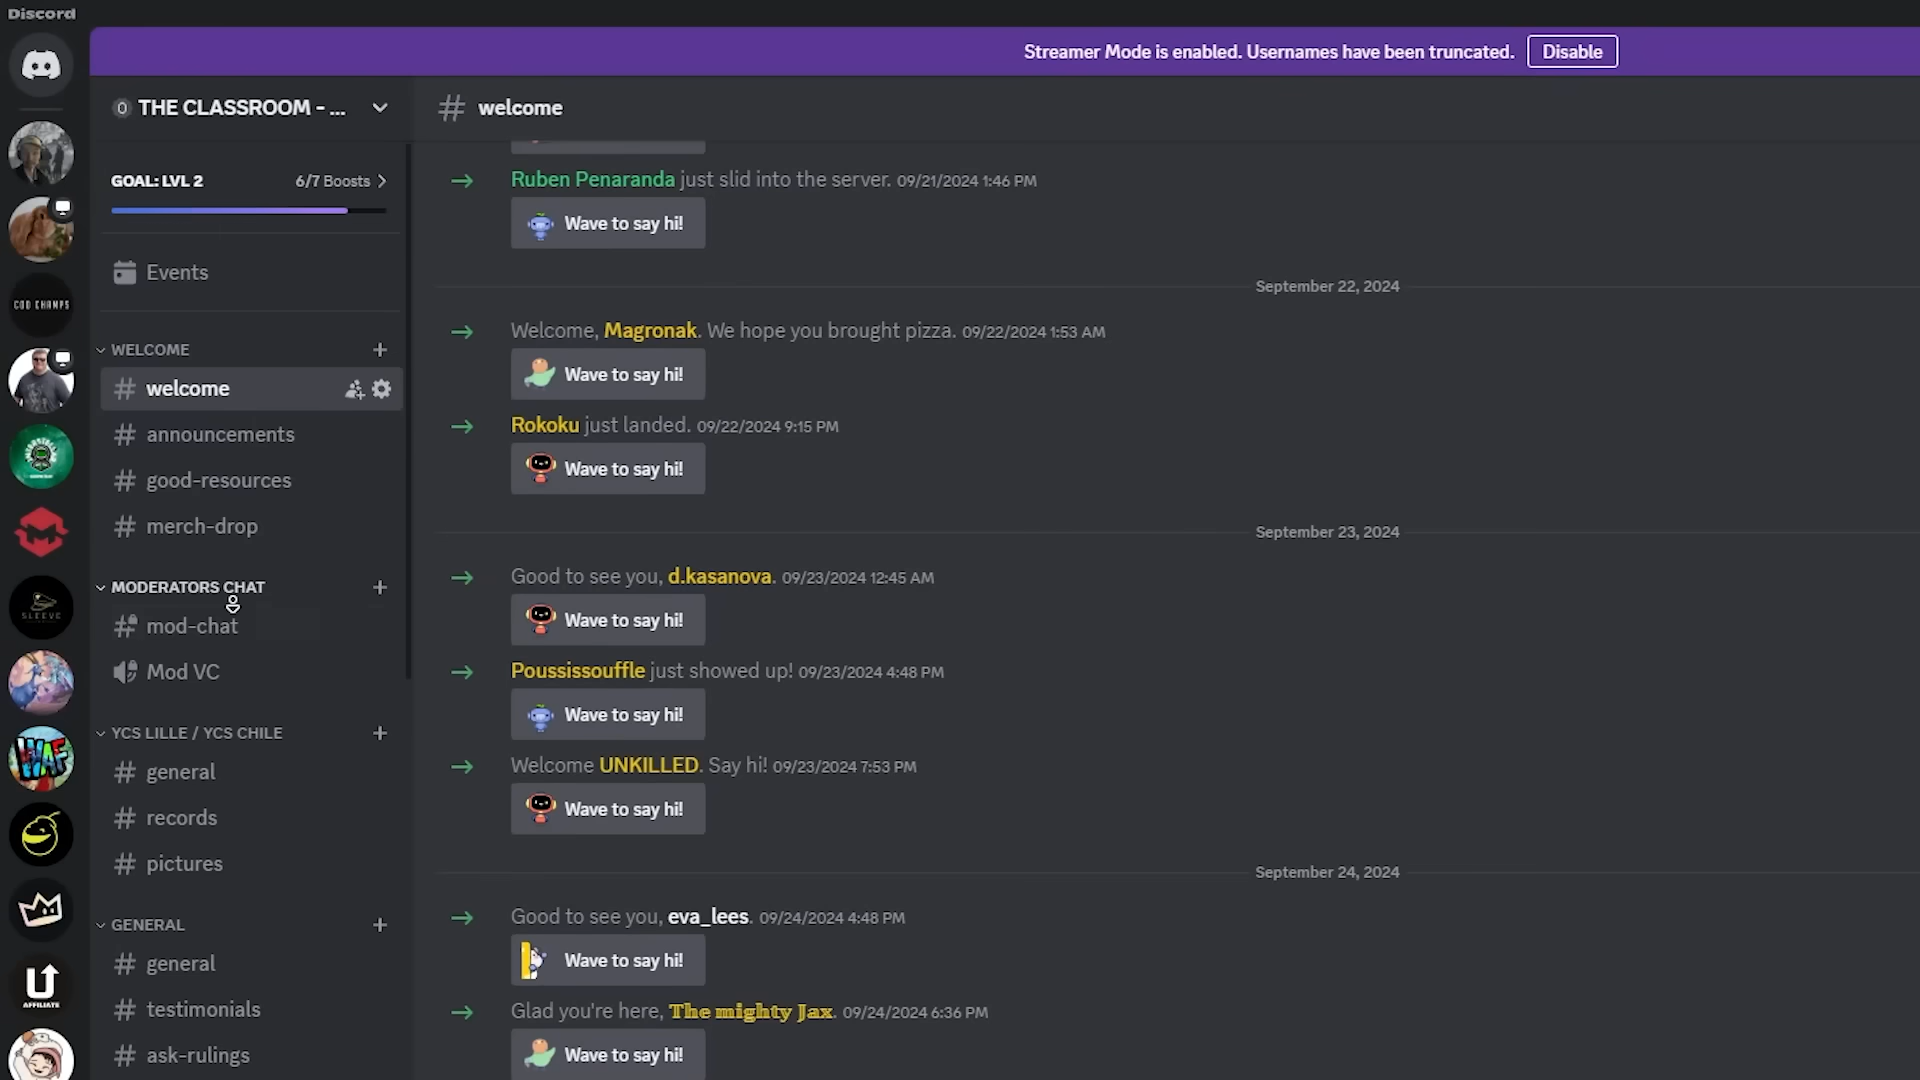 Discord
Streamer Mode is enabled. Usernames have been truncated.
Disable
THE CLASSROOM - ...
# welcome
GOAL: LVL 2
6/7 Boosts
Events
WELCOME
welcome
announcements
good-resources
merch-drop
MODERATORS CHAT
mod-chat
Mod VC
YCS LILLE / YCS CHILE
general
records
pictures
GENERAL
general
testimonials
ask-rulings
COD CHAMPS
SLEEVE
WAF
U
AFFILIATE
Ruben Penaranda just slid into the server. 09/21/2024 1:46 PM
Wave to say hi!
September 22, 2024
Welcome, Magronak. We hope you brought pizza. 09/22/2024 1:53 AM
Wave to say hi!
Rokoku just landed. 09/22/2024 9:15 PM
Wave to say hi!
September 23, 2024
Good to see you, d.kasanova. 09/23/2024 12:45 AM
Wave to say hi!
Poussissouffle just showed up! 09/23/2024 4:48 PM
Wave to say hi!
Welcome UNKILLED. Say hi! 09/23/2024 7:53 PM
Wave to say hi!
September 24, 2024
Good to see you, eva_lees. 09/24/2024 4:48 PM
Wave to say hi!
Glad you're here, The mighty Jax. 09/24/2024 6:36 PM
Wave to say hi!